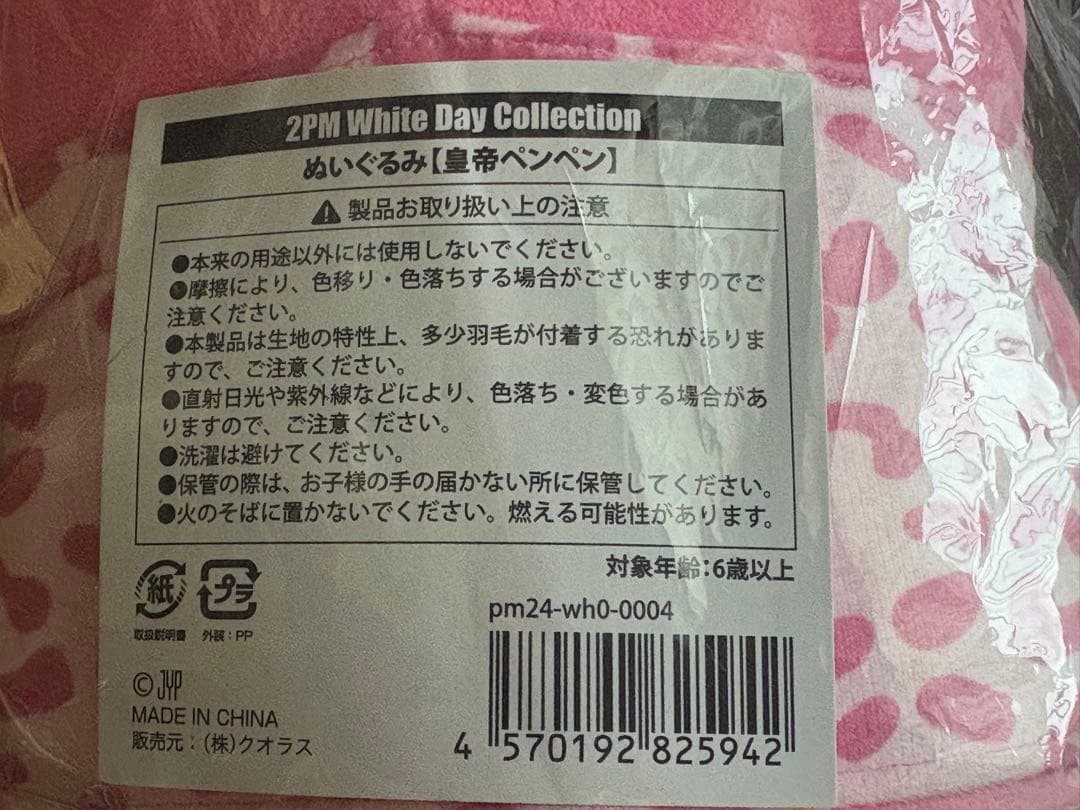 2PM White Day Collection
ぬいぐるみ【皇帝ペンペン】
製品お取り扱い上の注意
●本来の用途以外には使用しないでください。
●摩擦により、色移り・色落ちする場合がございますのでご
注意ください。
●本製品は生地の特性上、多少羽毛が付着する恐れがありま
すので、ご注意ください。
●直射日光や紫外線などにより、色落ち・変色する場合があ
りますので、ご注意ください。
●洗濯は避けてください。
●保管の際は、お子様の手の届かない所に保管してください。
●火のそばに置かないでください。燃える可能性があります。
対象年齢：6歳以上
紙 プラ
取扱説明書 外装：PP
pm24-wh0-0004
© JYP
MADE IN CHINA
販売元：(株)クオラス
4 570192 825942